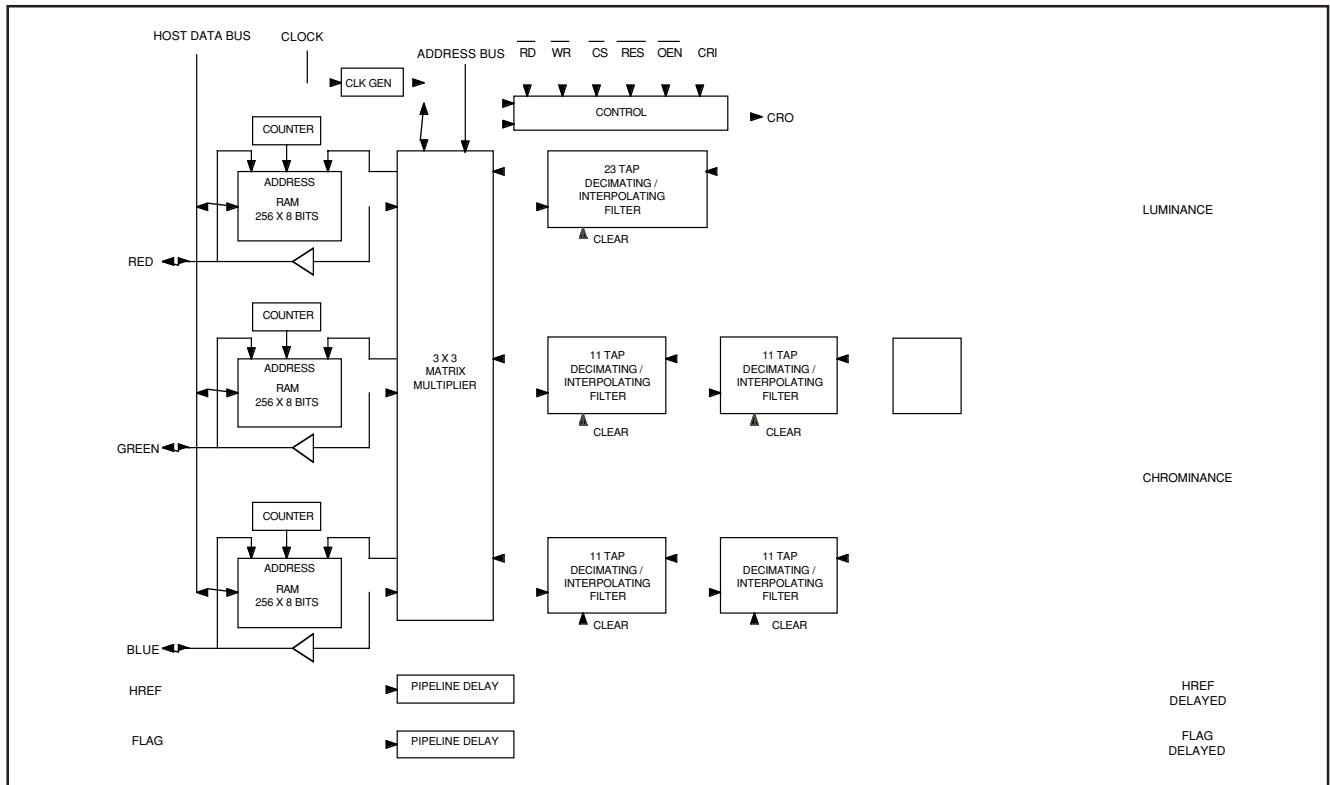 HOST DATA BUS
CLOCK
ADDRESS BUS
RD
WR
CS
RES
OEN
CRI
CLK GEN
CONTROL
CRO
COUNTER
ADDRESS
RAM
256 X 8 BITS
RED
23 TAP
DECIMATING /
INTERPOLATING
FILTER
CLEAR
LUMINANCE
COUNTER
ADDRESS
RAM
256 X 8 BITS
GREEN
3 X 3
MATRIX
MULTIPLIER
11 TAP
DECIMATING /
INTERPOLATING
FILTER
CLEAR
11 TAP
DECIMATING /
INTERPOLATING
FILTER
CLEAR
CHROMINANCE
COUNTER
ADDRESS
RAM
256 X 8 BITS
BLUE
11 TAP
DECIMATING /
INTERPOLATING
FILTER
CLEAR
11 TAP
DECIMATING /
INTERPOLATING
FILTER
CLEAR
HREF
PIPELINE DELAY
HREF
DELAYED
FLAG
PIPELINE DELAY
FLAG
DELAYED